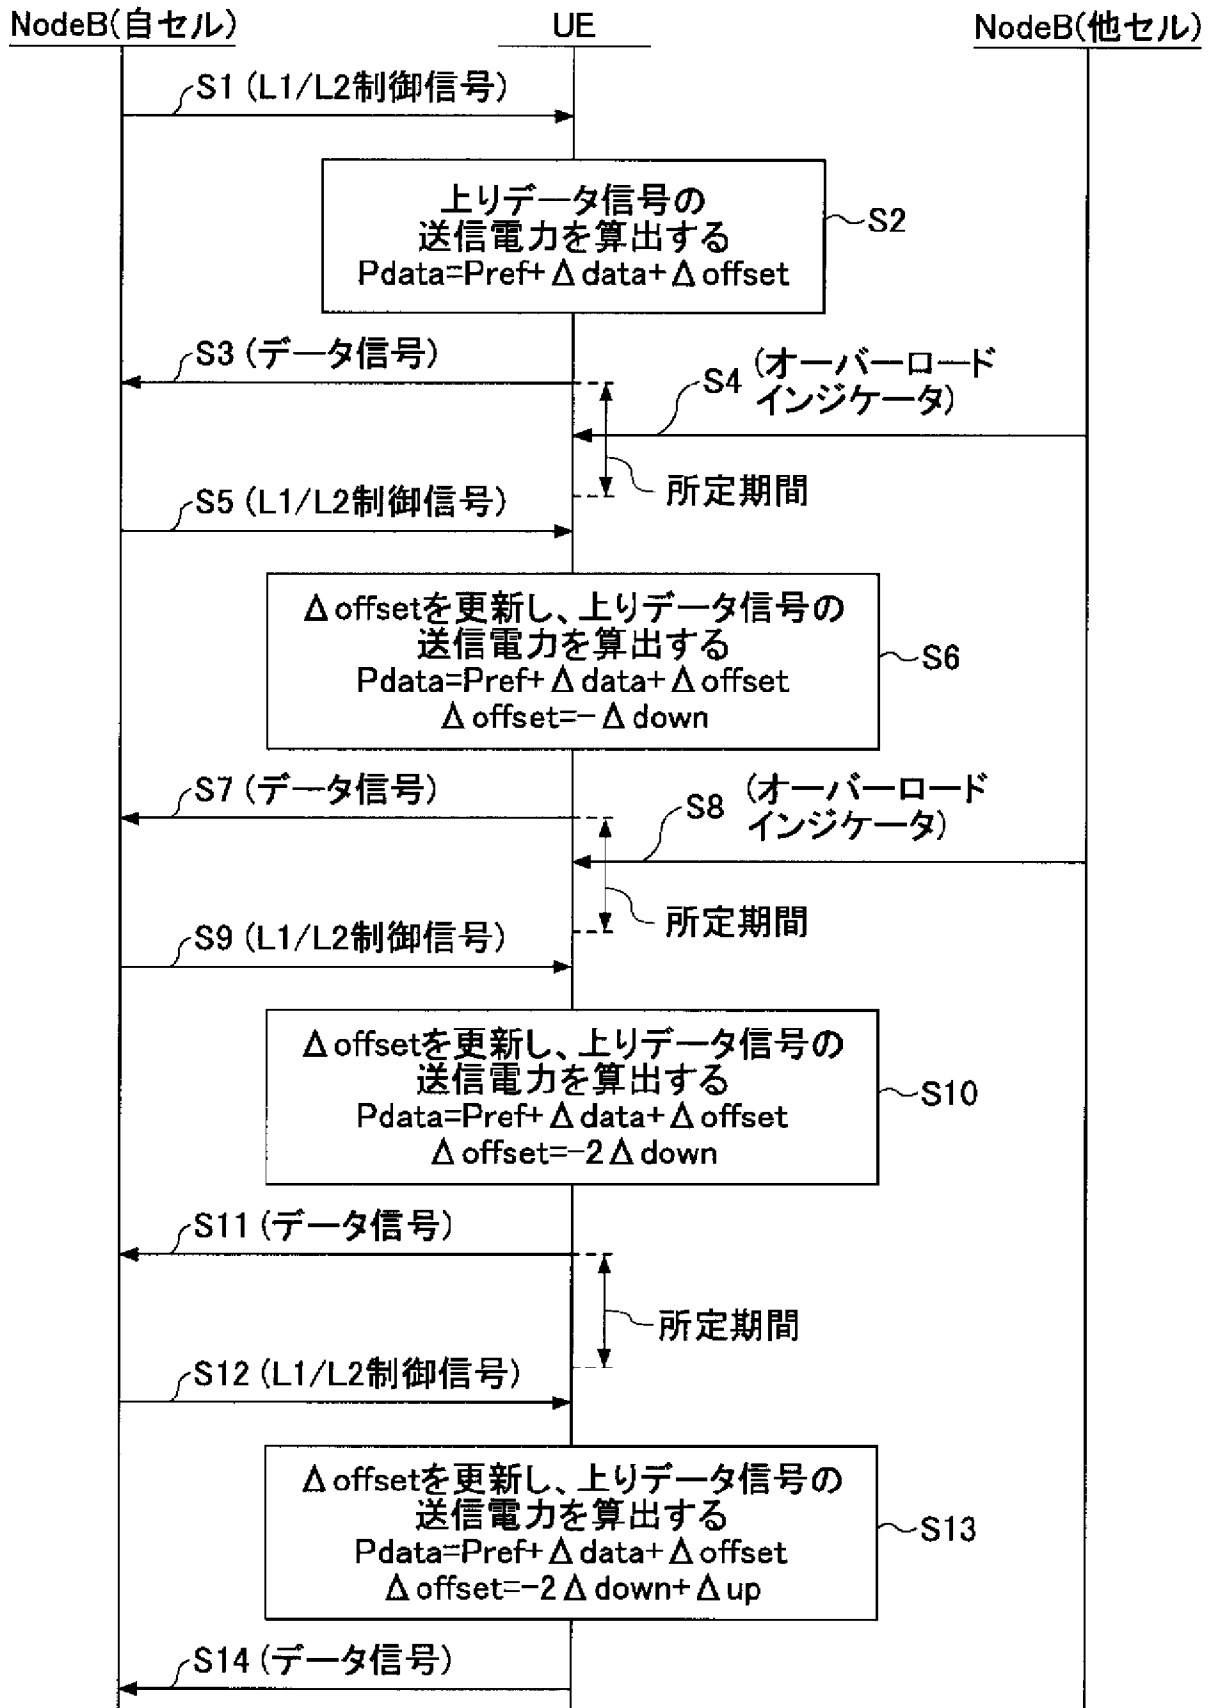 NodeB(自セル)
UE
NodeB(他セル)
S1 (L1/L2制御信号)
上りデータ信号の
送信電力を算出する
Pdata=Pref+Δdata+Δoffset
S2
S3 (データ信号)
S4
(オーバーロード
インジケータ)
所定期間
S5 (L1/L2制御信号)
Δoffsetを更新し、上りデータ信号の
送信電力を算出する
Pdata=Pref+Δdata+Δoffset
Δoffset=-Δdown
S6
S7 (データ信号)
S8
(オーバーロード
インジケータ)
所定期間
S9 (L1/L2制御信号)
Δoffsetを更新し、上りデータ信号の
送信電力を算出する
Pdata=Pref+Δdata+Δoffset
Δoffset=-2Δdown
S10
S11 (データ信号)
所定期間
S12 (L1/L2制御信号)
Δoffsetを更新し、上りデータ信号の
送信電力を算出する
Pdata=Pref+Δdata+Δoffset
Δoffset=-2Δdown+Δup
S13
S14 (データ信号)